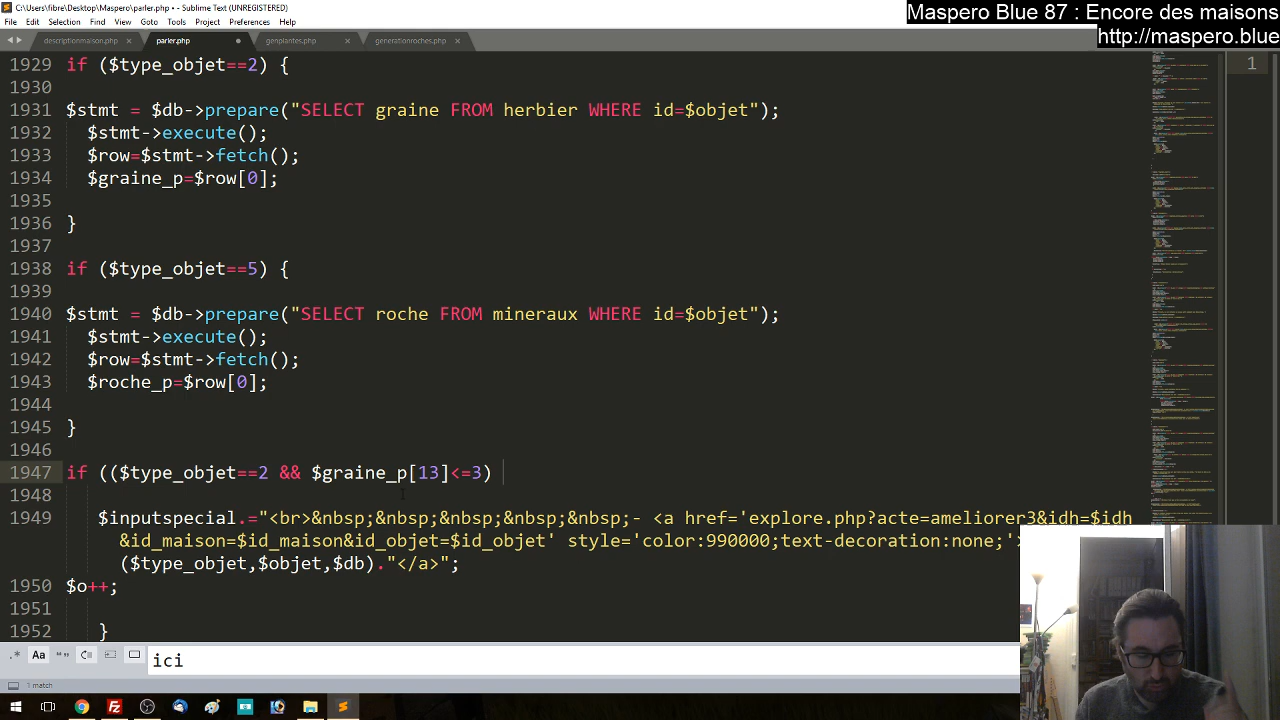 C:\Users\fibre\Desktop\Maspero\parler.php • - Sublime Text (UNREGISTERED)
Maspero Blue 87 : Encore des maisons
http://maspero.blue
File Edit Selection Find View Goto Tools Project Preferences Help
descriptionmaison.php × parler.php • genplantes.php × generationroches.php ×
1929 if ($type_objet==2) {
1930
1931 $stmt = $db->prepare("SELECT graine FROM herbier WHERE id=$objet");
1932 $stmt->execute();
1933 $row=$stmt->fetch();
1934 $graine_p=$row[0];
1935
1936 }
1937
1938 if ($type_objet==5) {
1939
1940 $stmt = $db->prepare("SELECT roche FROM mineraux WHERE id=$objet");
1941 $stmt->execute();
1942 $row=$stmt->fetch();
1943 $roche_p=$row[0];
1944
1945 }
1946
1947 if (($type_objet==2 && $graine_p[13]<=3)
1948
1949 $inputspecial.="<br>&nbsp;&nbsp;&nbsp;&nbsp;&nbsp;- <a href='explore.php?act=ameliorer3&idh=$idh
&id_maison=$id_maison&id_objet=$id_objet' style='color:990000;text-decoration:none;'>
($type_objet,$objet,$db)."</a>";
1950 $o++;
1951
1952 }
1
.* Aa “” ici
1 match